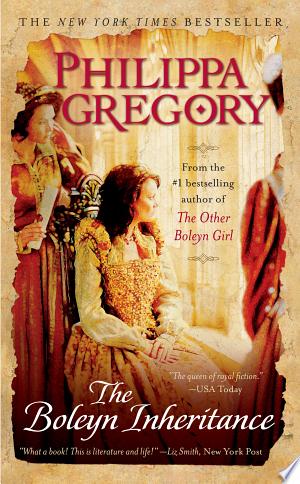 THE NEW YORK TIMES BESTSELLER
PHILIPPA
GREGORY
From the
#1 bestselling
author of
The Other
Boleyn Girl
"The queen of royal fiction."
—USA Today
The
Boleyn Inheritance
"What a book! This is literature and life!" —Liz Smith, New York Post